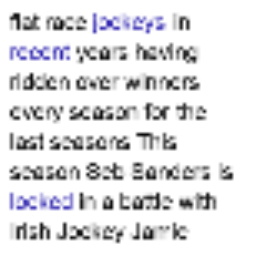 flat race jockeys in
recent years having
ridden over winners
every season for the
last seasons This
season Seb Sanders is
locked in a battle with
Irish Jockey Jamie